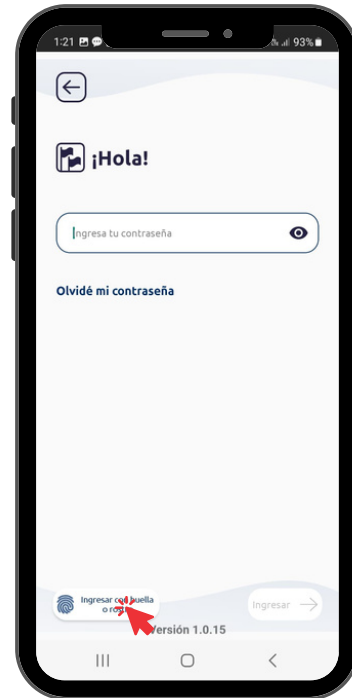 1:21 93%
¡Hola!
Ingresa tu contraseña
Olvidé mi contraseña
Ingresar con huella
o rostro
Ingresar
Versión 1.0.15